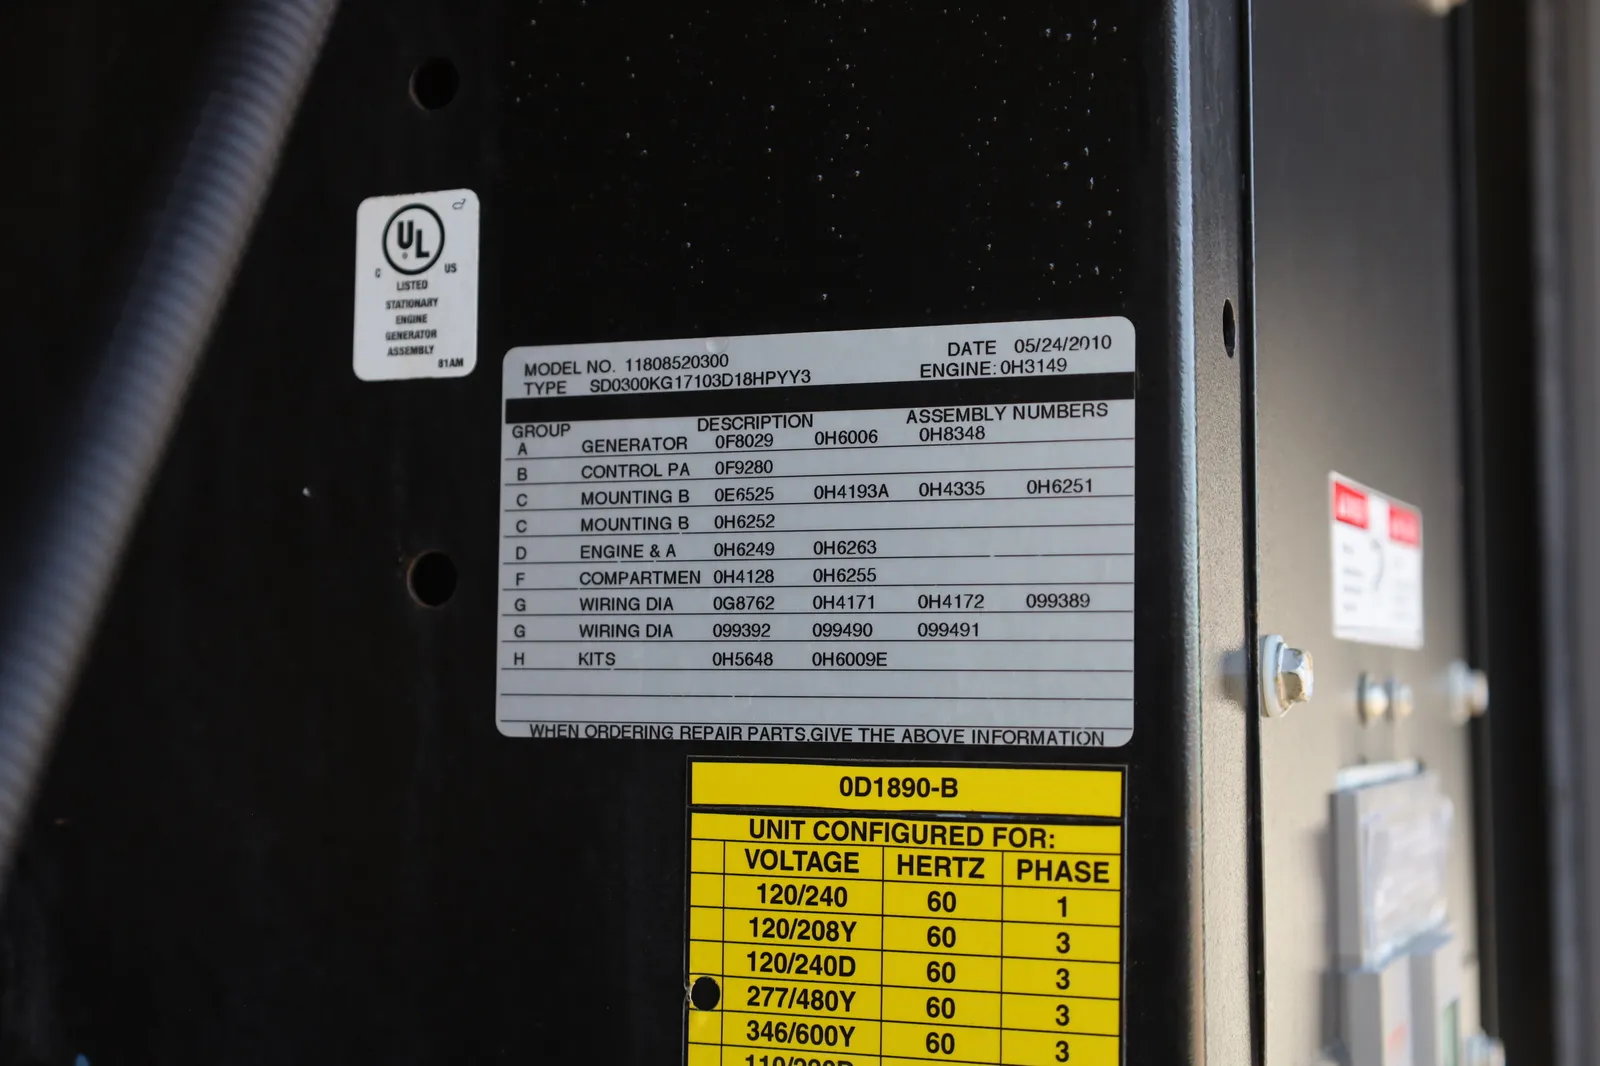 UL
®
C US
LISTED
STATIONARY
ENGINE
GENERATOR
ASSEMBLY
81AM
MODEL NO. 11808520300 DATE 05/24/2010
TYPE SD0300KG17103D18HPYY3 ENGINE: 0H3149
GROUP DESCRIPTION ASSEMBLY NUMBERS
A GENERATOR 0F8029 0H6006 0H8348
B CONTROL PA 0F9280
C MOUNTING B 0E6525 0H4193A 0H4335 0H6251
C MOUNTING B 0H6252
D ENGINE & A 0H6249 0H6263
F COMPARTMEN 0H4128 0H6255
G WIRING DIA 0G8762 0H4171 0H4172 099389
G WIRING DIA 099392 099490 099491
H KITS 0H5648 0H6009E
WHEN ORDERING REPAIR PARTS,GIVE THE ABOVE INFORMATION
0D1890-B
UNIT CONFIGURED FOR:
VOLTAGE HERTZ PHASE
120/240 60 1
120/208Y 60 3
120/240D 60 3
277/480Y 60 3
346/600Y 60 3